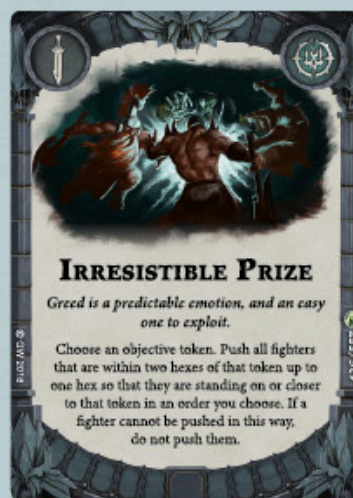 IRRESISTIBLE PRIZE
Greed is a predictable emotion, and an easy
one to exploit.
Choose an objective token. Push all fighters
that are within two hexes of that token up to
one hex so that they are standing on or closer
to that token in an order you choose. If a
fighter cannot be pushed in this way,
do not push them.
© GW 2018